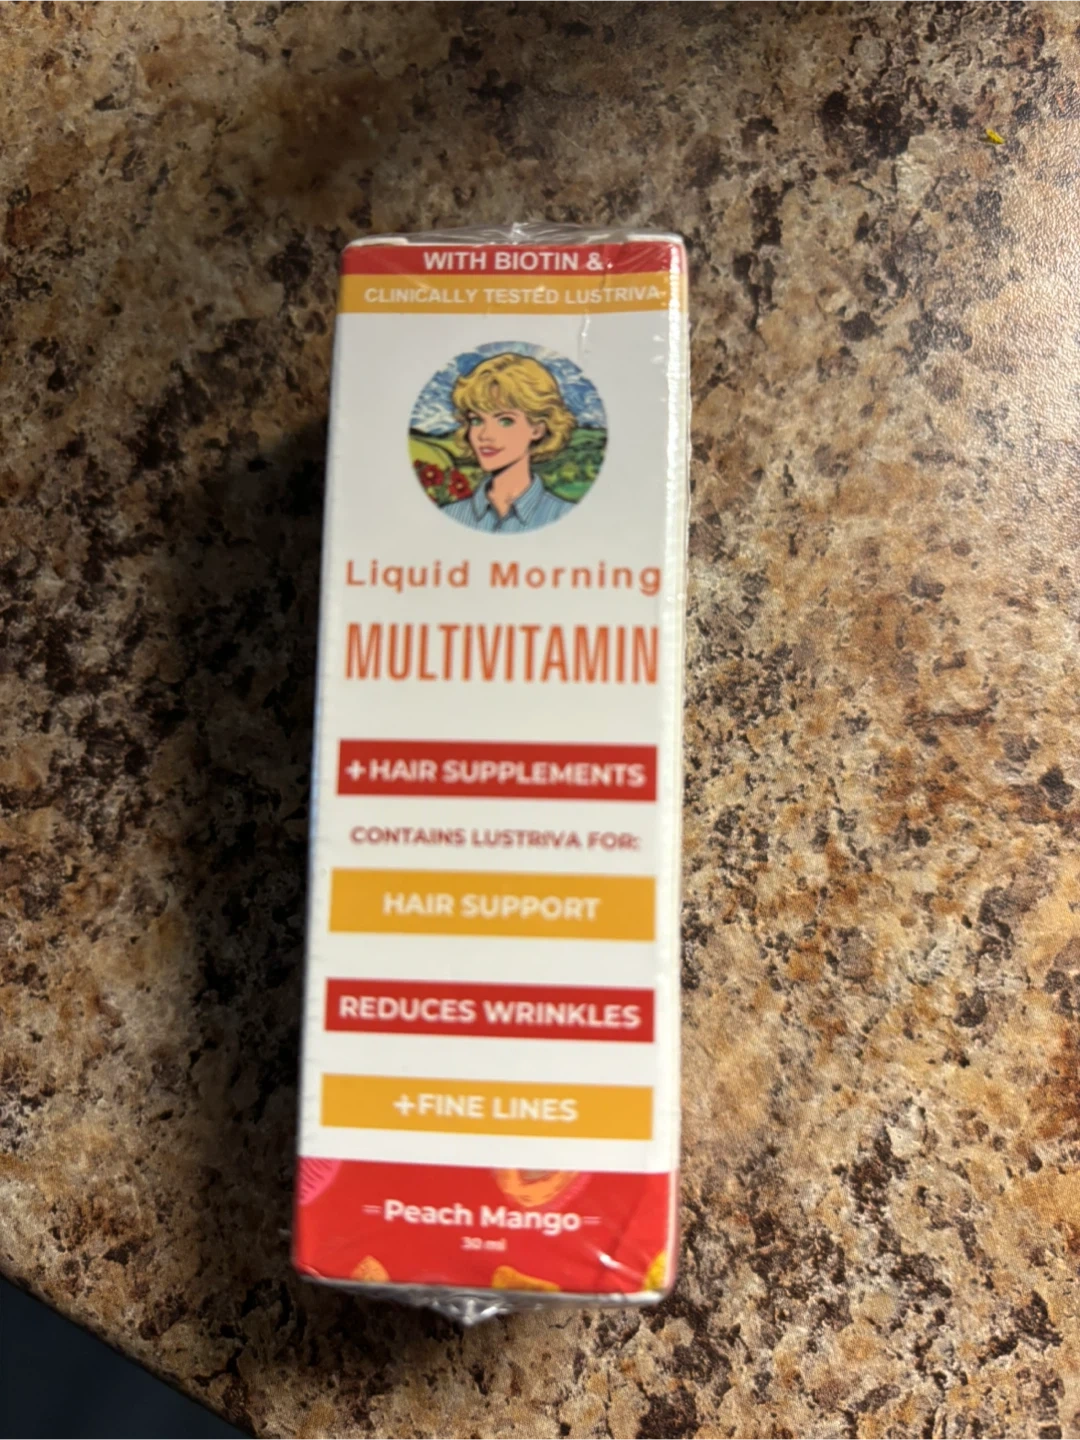 WITH BIOTIN &
CLINICALLY TESTED LUSTRIVA
Liquid Morning
MULTIVITAMIN
+HAIR SUPPLEMENTS
CONTAINS LUSTRIVA FOR:
HAIR SUPPORT
REDUCES WRINKLES
+FINE LINES
Peach Mango
30 ml